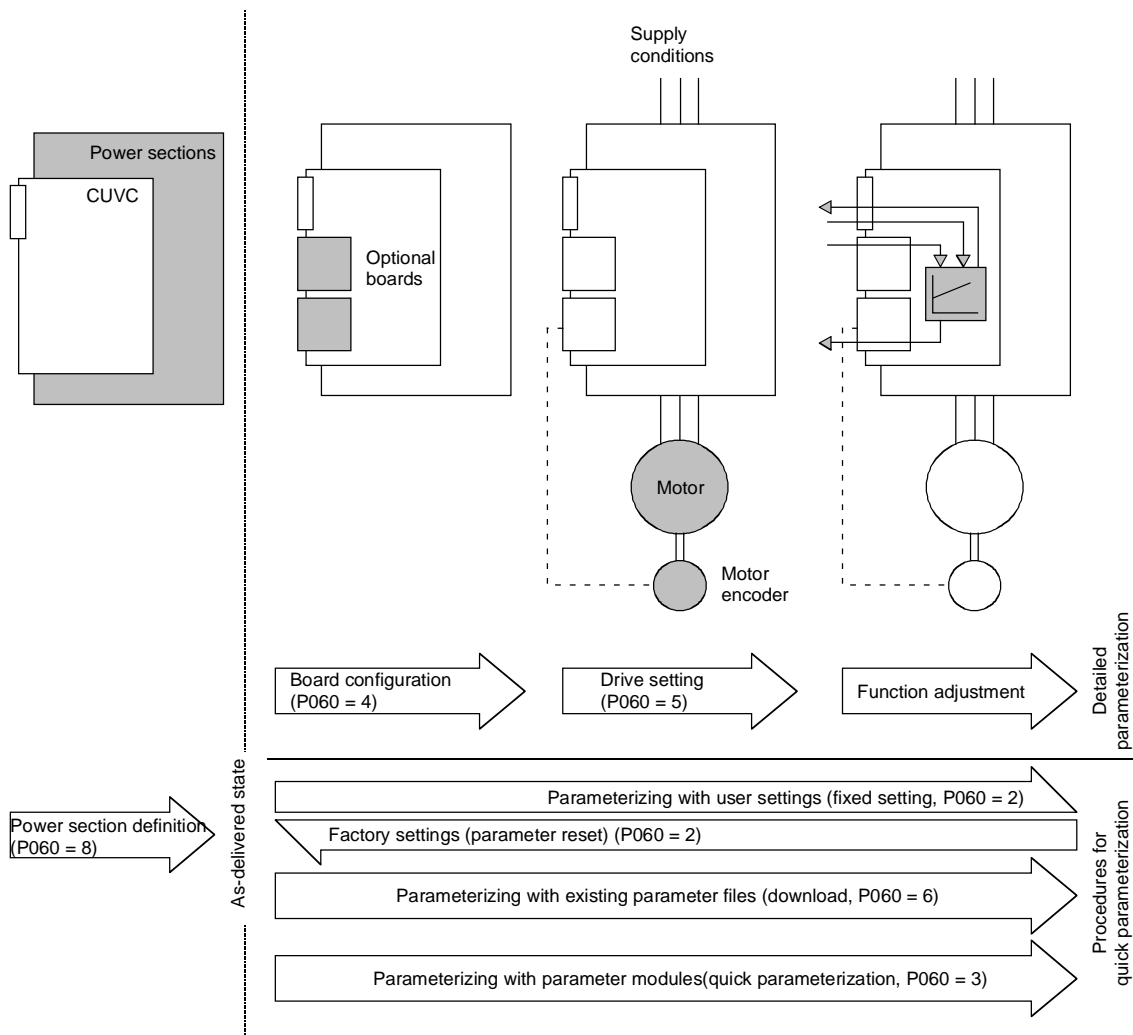 Supply
conditions
Power sections
CUVC
Optional
boards
Motor
Motor
encoder
Board configuration
(P060 = 4)
Drive setting
(P060 = 5)
Function adjustment
Detailed
parameterization
As-delivered state
Power section definition
(P060 = 8)
Parameterizing with user settings (fixed setting, P060 = 2)
Factory settings (parameter reset) (P060 = 2)
Parameterizing with existing parameter files (download, P060 = 6)
Parameterizing with parameter modules(quick parameterization, P060 = 3)
Procedures for
quick parameterization